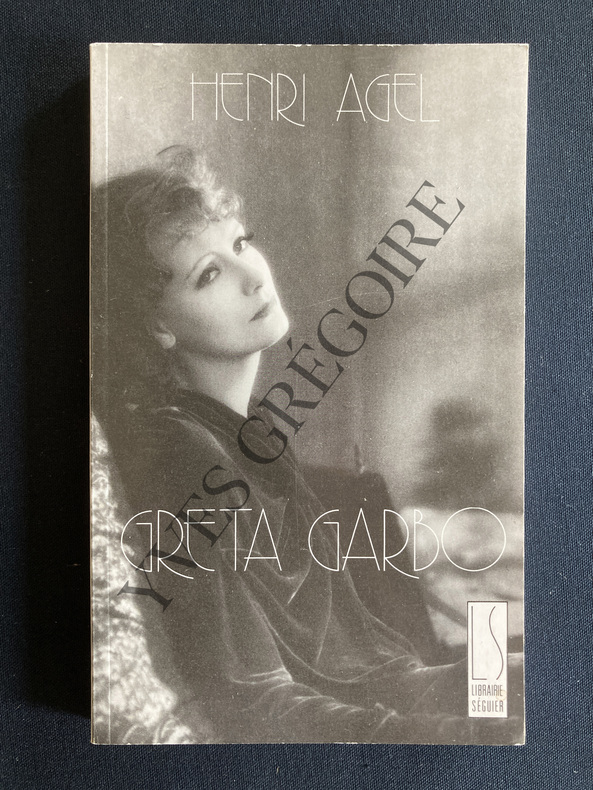 HENRI AGEL
YVES GRÉGOIRE
GRETA GARBO
LS
LIBRAIRIE
SÉGUIER